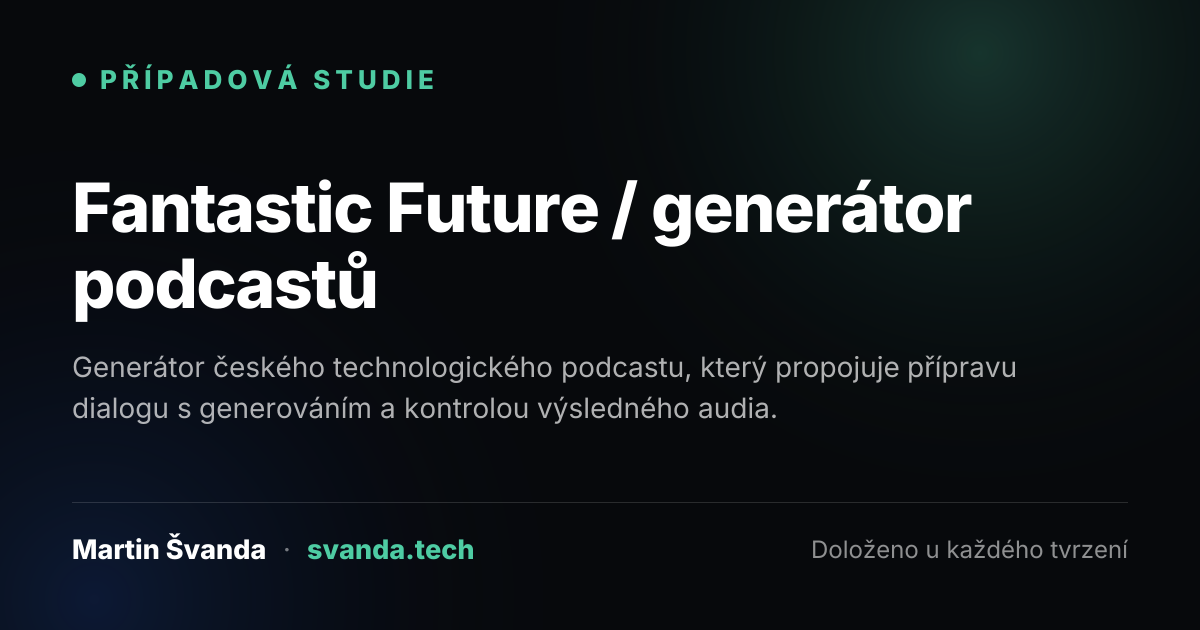 PŘÍPADOVÁ STUDIE
Fantastic Future / generátor
podcastů
Generátor českého technologického podcastu, který propojuje přípravu
dialogu s generováním a kontrolou výsledného audia.
Martin Švanda · svanda.tech
Doloženo u každého tvrzení